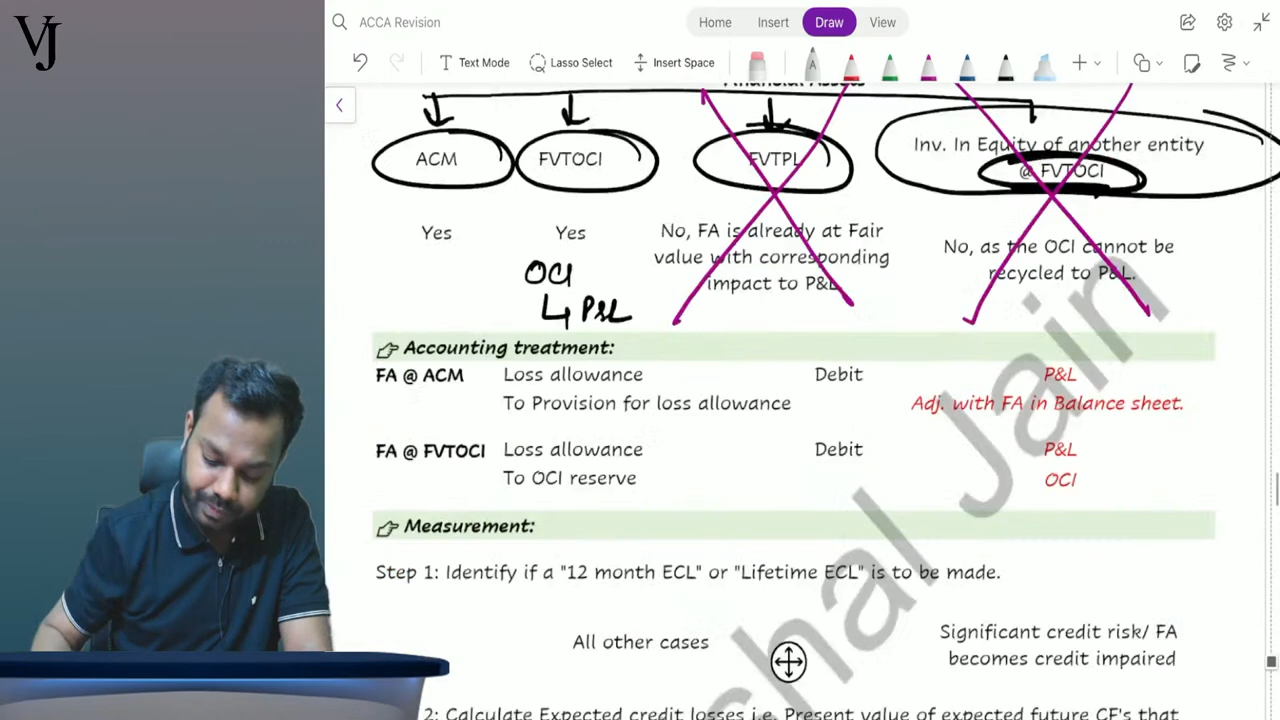 VJ
ACCA Revision
Home Insert Draw View
Text Mode Lasso Select Insert Space
Financial Assets
ACM FVTOCI FVTPL Inv. In Equity of another entity
@ FVTOCI
Yes Yes No, FA is already at Fair
value with corresponding
impact to P&L.
No, as the OCI cannot be
recycled to P&L.
OCI
↳ P&L
Accounting treatment:
FA @ ACM Loss allowance Debit P&L
To Provision for loss allowance Adj. with FA in Balance sheet.
FA @ FVTOCI Loss allowance Debit P&L
To OCI reserve OCI
Measurement:
Step 1: Identify if a "12 month ECL" or "Lifetime ECL" is to be made.
All other cases
Significant credit risk/ FA
becomes credit impaired
2: Calculate Expected credit losses i.e. Present value of expected future CF's that
shal Jain